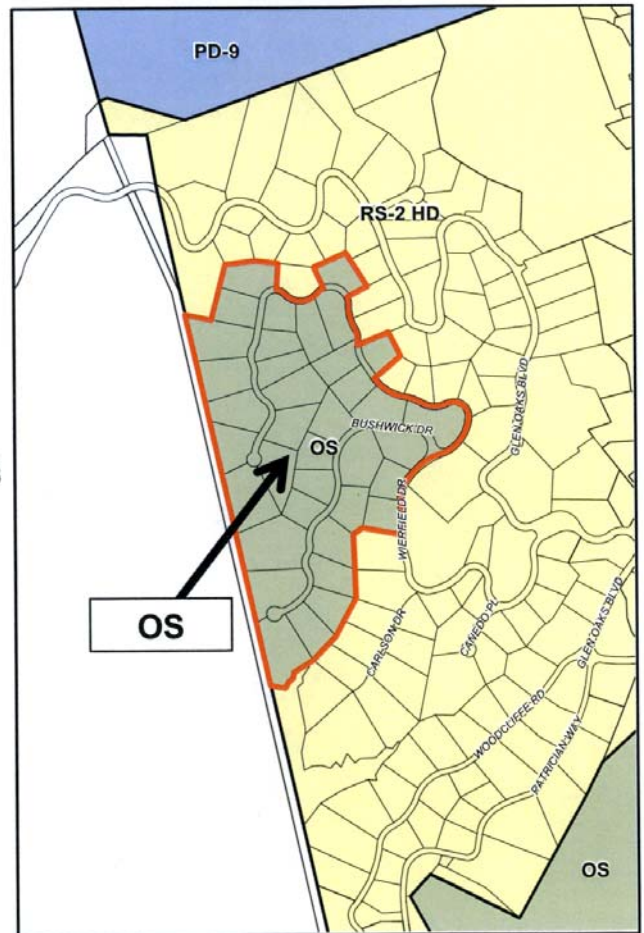 PD-9
RS-2 HD
GLEN OAKS BLVD
BUSHWICK DR
OS
WIERFIELD DR
OS
CARLSON DR
CANEDO PL
GLEN OAKS BLVD
WOODCLIFFE RD
PATRICIAN WAY
OS